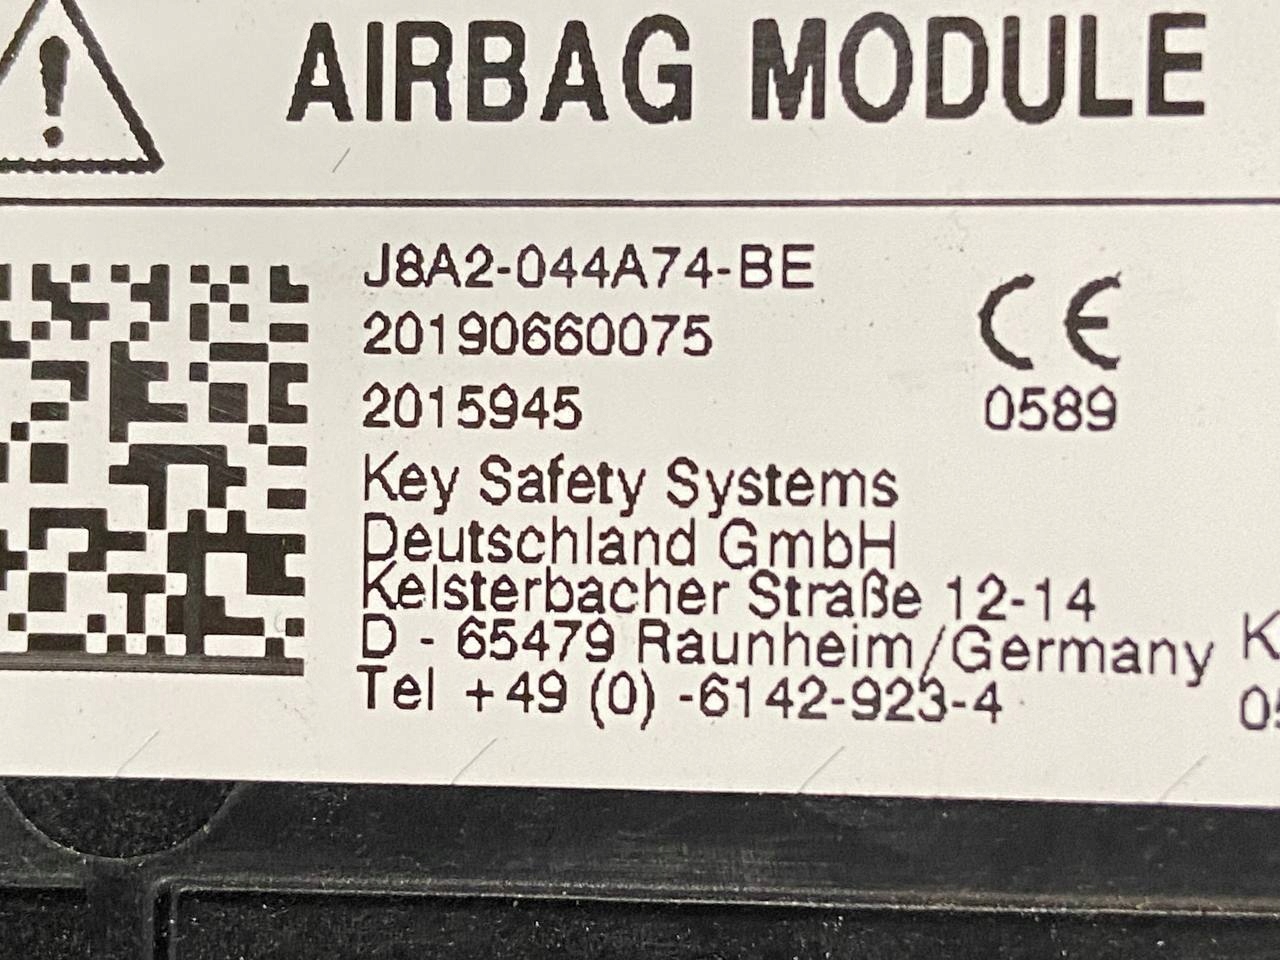 AIRBAG MODULE
J8A2-044A74-BE
20190660075
2015945
CE
0589
Key Safety Systems
Deutschland GmbH
Kelsterbacher Straße 12-14
D - 65479 Raunheim/Germany
Tel +49 (0) -6142-923-4